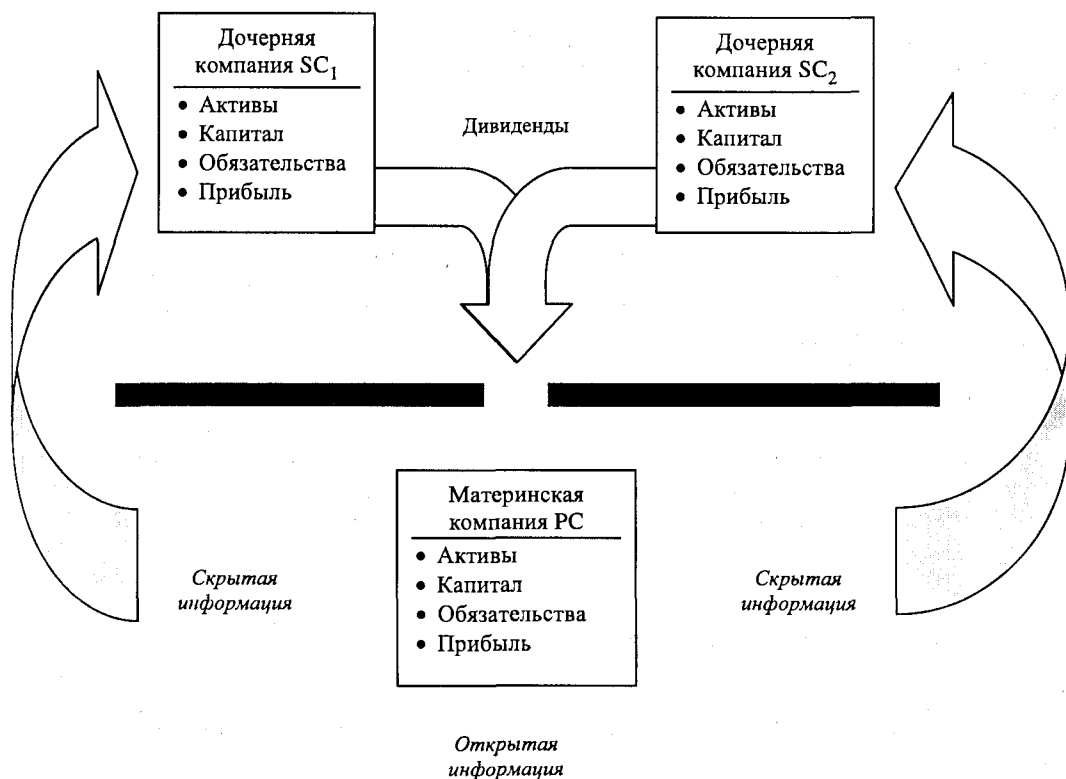 Дочерняя
компания SC₁
• Активы
• Капитал
• Обязательства
• Прибыль
Дивиденды
Дочерняя
компания SC₂
• Активы
• Капитал
• Обязательства
• Прибыль
Скрытая
информация
Материнская
компания PC
• Активы
• Капитал
• Обязательства
• Прибыль
Скрытая
информация
Открытая
информация